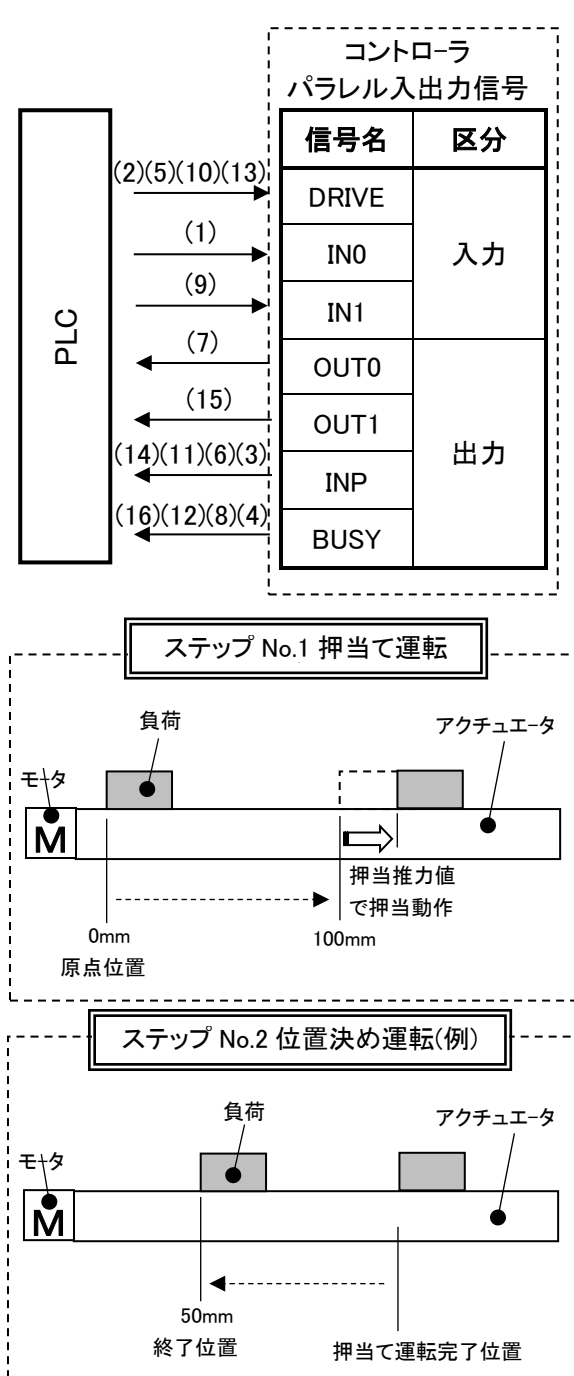 コントローラ
パラレル入出力信号
信号名 区分
(2)(5)(10)(13) DRIVE
(1) IN0 入力
(9) IN1
PLC
(7) OUT0
(15) OUT1
(14)(11)(6)(3) INP 出力
(16)(12)(8)(4) BUSY
ステップ No.1 押当て運転
負荷 アクチュエータ
モータ
M
押当推力値
で押当動作
0mm 100mm
原点位置
ステップ No.2 位置決め運転(例)
負荷 アクチュエータ
モータ
M
50mm
終了位置 押当て運転完了位置